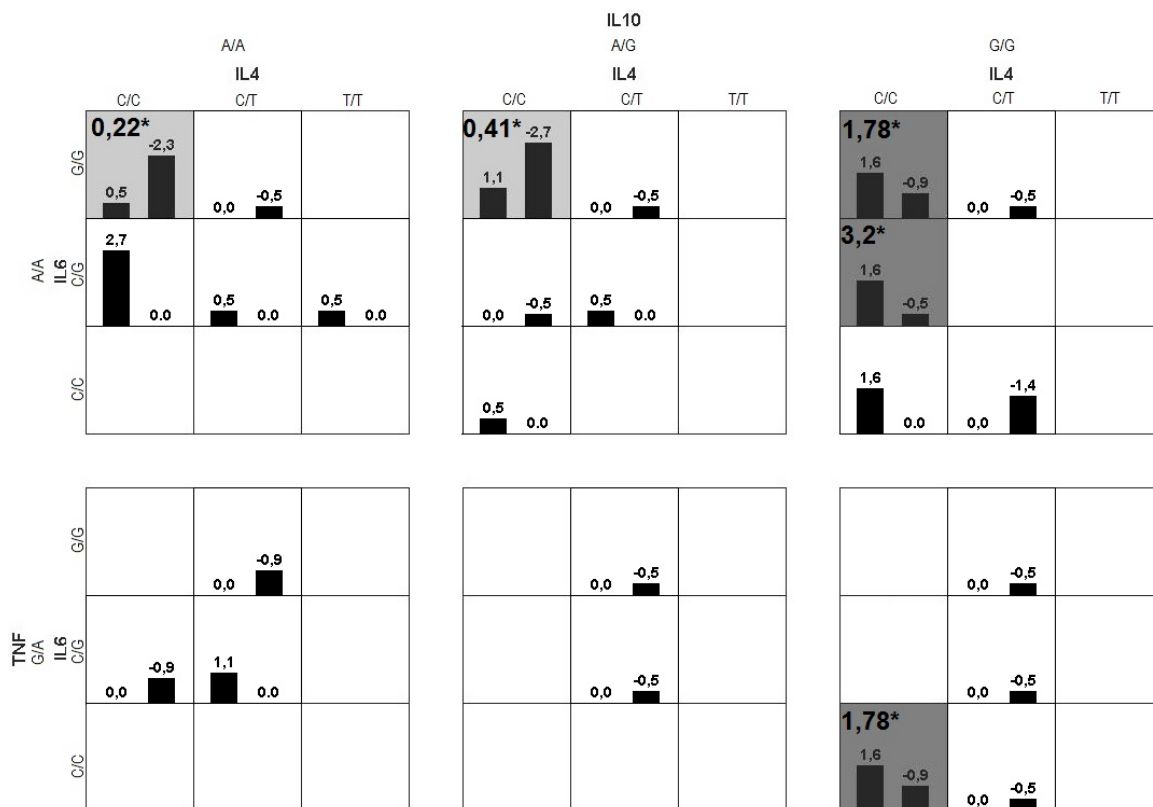 IL10
A/A A/G G/G
IL4 IL4 IL4
C/C C/T T/T C/C C/T T/T C/C C/T T/T
A/A
IL6
G/G
0,22*
0,5 -2,3
0,0 -0,5
0,41*
1,1 -2,7
0,0 -0,5
1,78*
1,6 -0,9
0,0 -0,5
C/G
2,7 0.0
0,5 0.0
0,5 0.0
0,0 -0,5
0,5 0.0
3,2*
1,6 -0,5
C/C
0,5 0.0
1,6 0.0
0,0 -1,4
TNF
G/A
IL6
G/G
0,0 -0,9
0,0 -0,5
0,0 -0,5
C/G
0,0 -0,9
1,1 0.0
0,0 -0,5
0,0 -0,5
C/C
1,78*
1,6 -0,9
0,0 -0,5